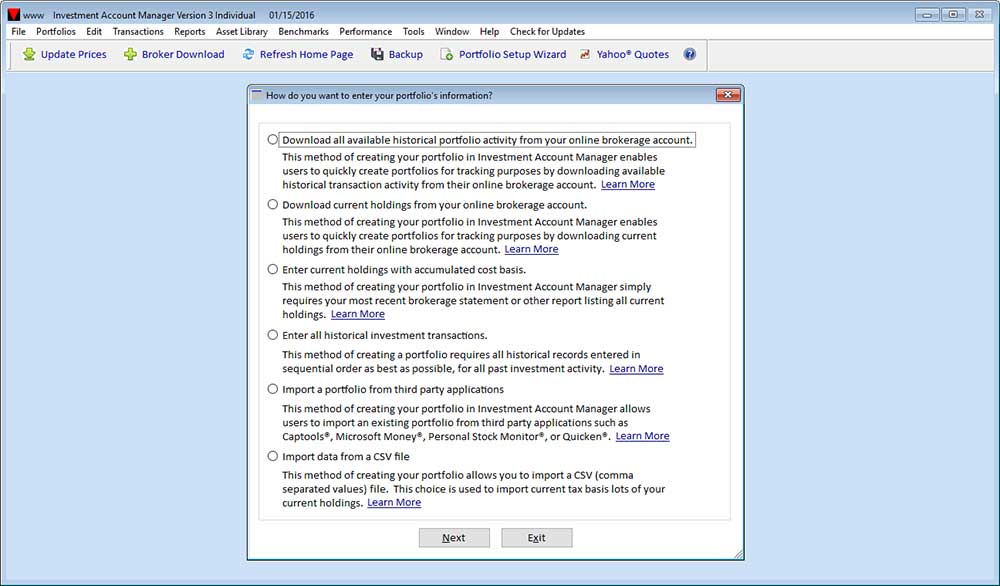 www Investment Account Manager Version 3 Individual 01/15/2016
File Portfolios Edit Transactions Reports Asset Library Benchmarks Performance Tools Window Help Check for Updates
Update Prices Broker Download Refresh Home Page Backup Portfolio Setup Wizard Yahoo® Quotes ?
How do you want to enter your portfolio's information?
Download all available historical portfolio activity from your online brokerage account.
This method of creating your portfolio in Investment Account Manager enables
users to quickly create portfolios for tracking purposes by downloading available
historical transaction activity from their online brokerage account. Learn More
Download current holdings from your online brokerage account.
This method of creating your portfolio in Investment Account Manager enables
users to quickly create portfolios for tracking purposes by downloading current
holdings from their online brokerage account. Learn More
Enter current holdings with accumulated cost basis.
This method of creating your portfolio in Investment Account Manager simply
requires your most recent brokerage statement or other report listing all current
holdings. Learn More
Enter all historical investment transactions.
This method of creating a portfolio requires all historical records entered in
sequential order as best as possible, for all past investment activity. Learn More
Import a portfolio from third party applications
This method of creating your portfolio in Investment Account Manager allows
users to import an existing portfolio from third party applications such as
Captools®, Microsoft Money®, Personal Stock Monitor®, or Quicken®. Learn More
Import data from a CSV file
This method of creating your portfolio allows you to import a CSV (comma
separated values) file. This choice is used to import current tax basis lots of your
current holdings. Learn More
Next Exit